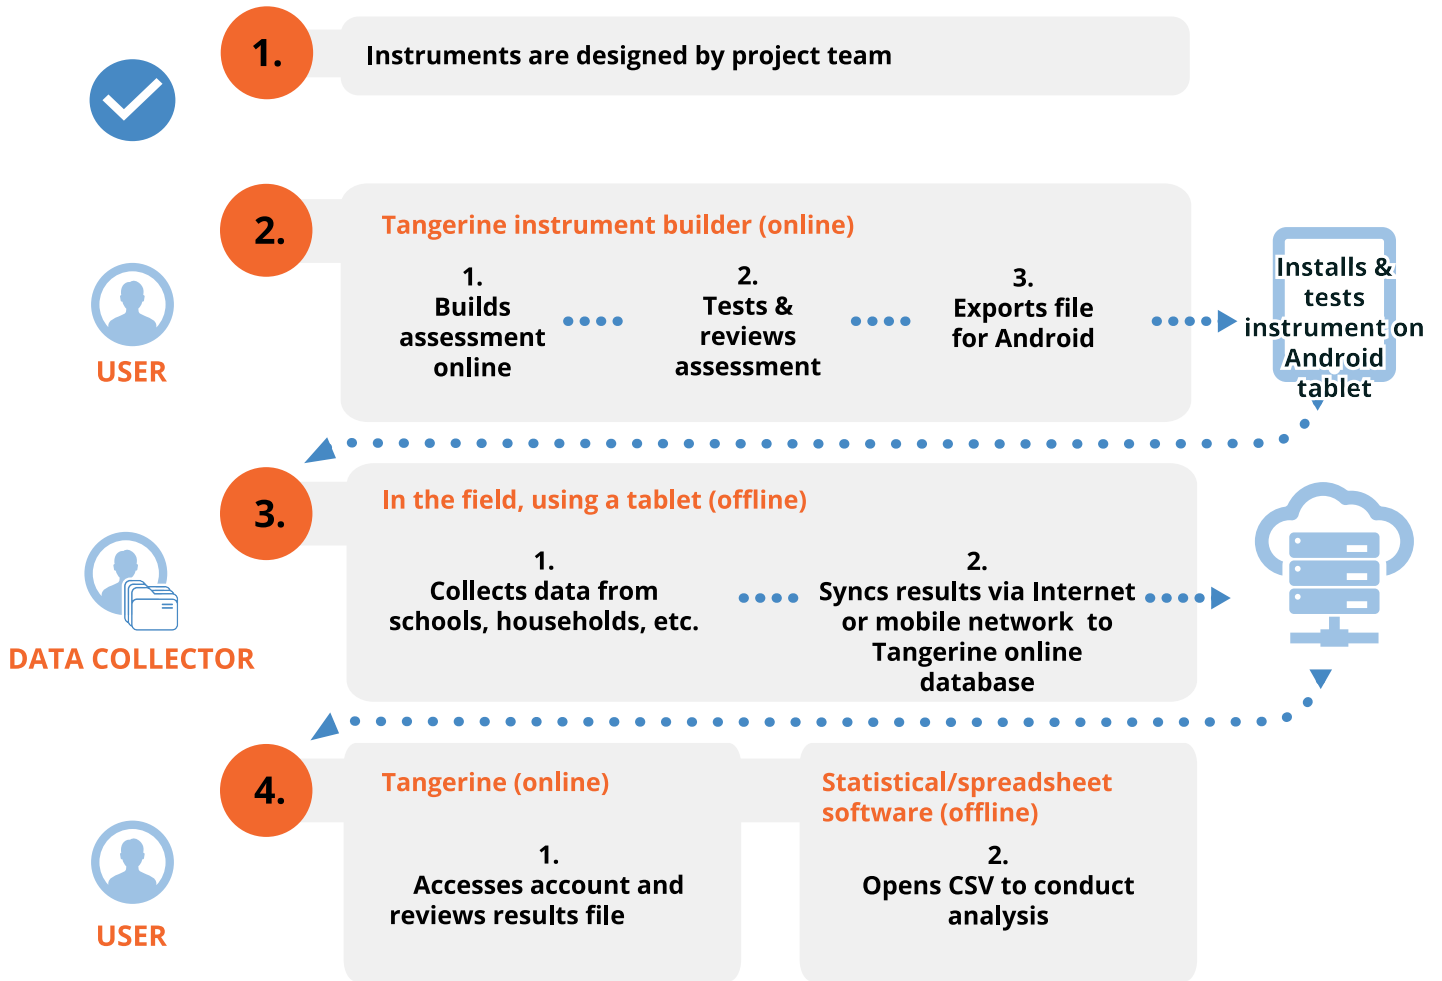 1.
Instruments are designed by project team
2.
USER
Tangerine instrument builder (online)
1.
Builds
assessment
online
2.
Tests &
reviews
assessment
3.
Exports file
for Android
Installs &
tests
instrument on
Android
tablet
3.
DATA COLLECTOR
In the field, using a tablet (offline)
1.
Collects data from
schools, households, etc.
2.
Syncs results via Internet
or mobile network to
Tangerine online
database
4.
USER
Tangerine (online)
1.
Accesses account and
reviews results file
Statistical/spreadsheet
software (offline)
2.
Opens CSV to conduct
analysis